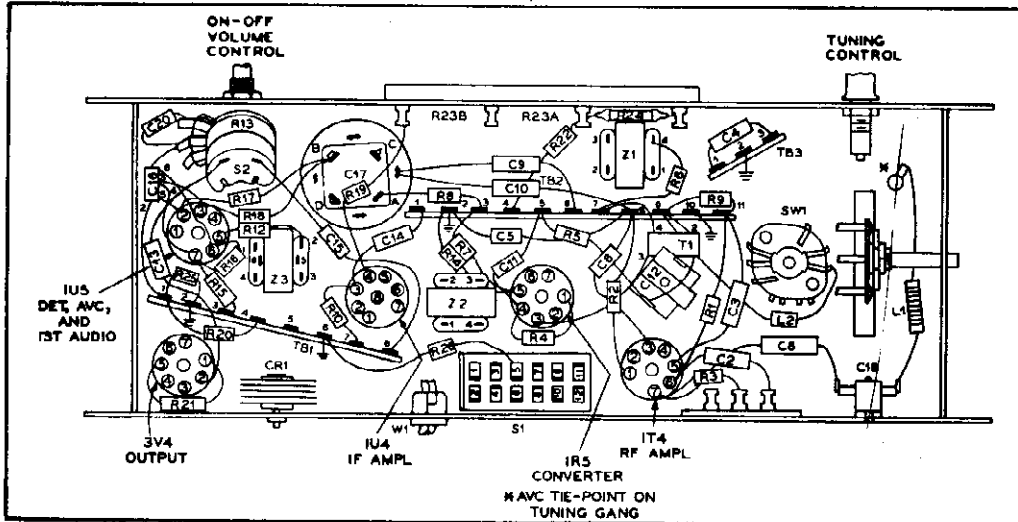 ON-OFF
VOLUME
CONTROL
TUNING
CONTROL
C20
R13
S2
R17
R18
R12
R16
R15
R25
C13
Z3
C15
R20
TB1
R10
CR1
R21
B
C
C17
R19
D
A
R23B
R23A
R22
R24
C9
C10
TB2
R8
C14
C5
R5
R7
R14
C11
Z2
R4
R26
Z1
R6
C4
TB3
R9
T1
C12
C6
R2
R1
C3
SW1
L2
L1
C8
C2
R3
C18
W1
S1
1U5
DET, AVC,
AND
1ST AUDIO
3V4
OUTPUT
1U4
IF AMPL
1R5
CONVERTER
1T4
RF AMPL
*AVC TIE-POINT ON
TUNING GANG